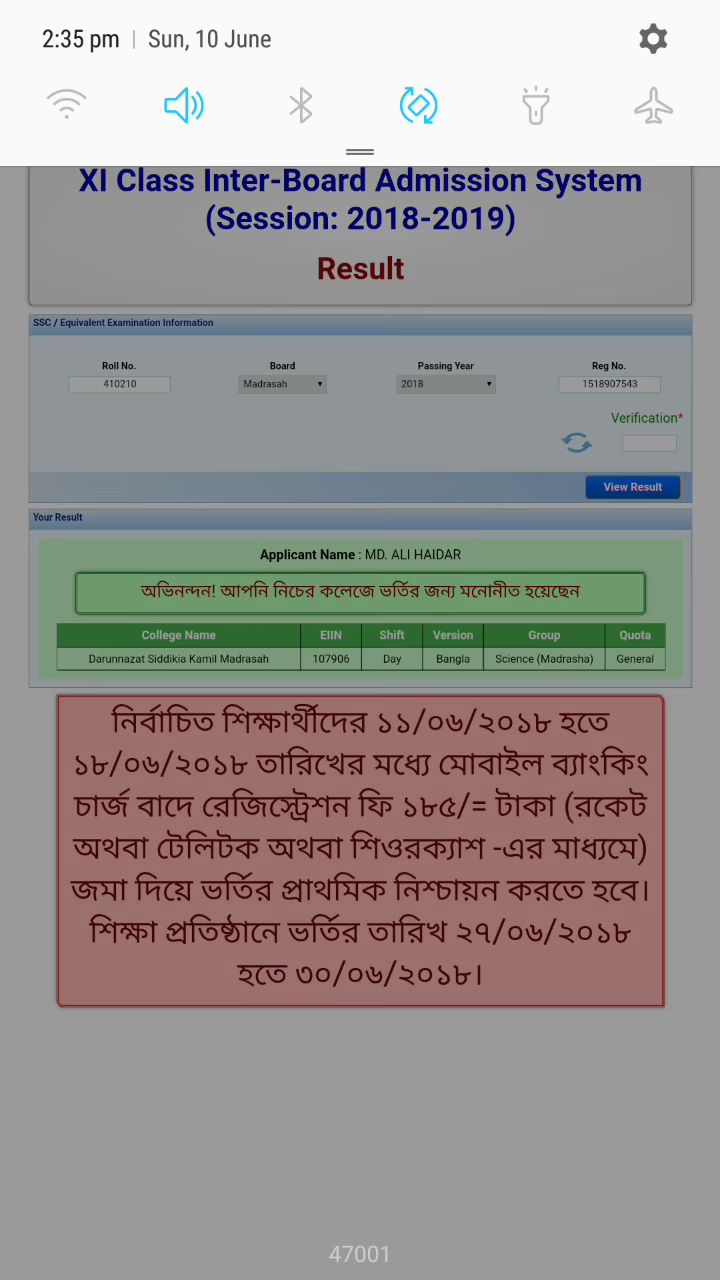 2:35 pm | Sun, 10 June
XI Class Inter-Board Admission System
(Session: 2018-2019)
Result
SSC / Equivalent Examination Information
Roll No. Board Passing Year Reg No.
410210 Madrasah 2018 1518907543
Verification*
View Result
Your Result
Applicant Name : MD. ALI HAIDAR
অভিনন্দন! আপনি নিচের কলেজে ভর্তির জন্য মনোনীত হয়েছেন
College Name EIIN Shift Version Group Quota
Darunnazat Siddikia Kamil Madrasah 107906 Day Bangla Science (Madrasha) General
নির্বাচিত শিক্ষার্থীদের ১১/০৬/২০১৮ হতে
১৮/০৬/২০১৮ তারিখের মধ্যে মোবাইল ব্যাংকিং
চার্জ বাদে রেজিস্ট্রেশন ফি ১৮৫/= টাকা (রকেট
অথবা টেলিটক অথবা শিওরক্যাশ -এর মাধ্যমে)
জমা দিয়ে ভর্তির প্রাথমিক নিশ্চায়ন করতে হবে।
শিক্ষা প্রতিষ্ঠানে ভর্তির তারিখ ২৭/০৬/২০১৮
হতে ৩০/০৬/২০১৮।
47001